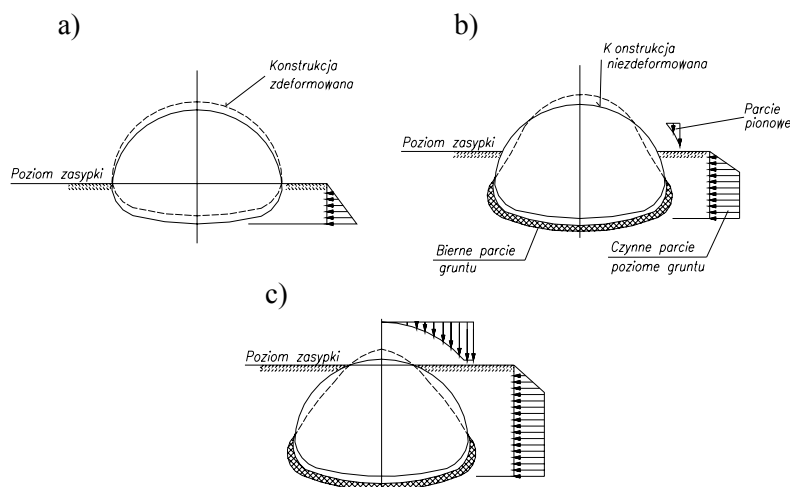 a)
Konstrukcja
zdeformowana
Poziom zasypki
b)
K onstrukcja
niezdeformowana
Parcie
pionowe
Poziom zasypki
Bierne parcie
gruntu
Czynne parcie
poziome gruntu
c)
Poziom zasypki